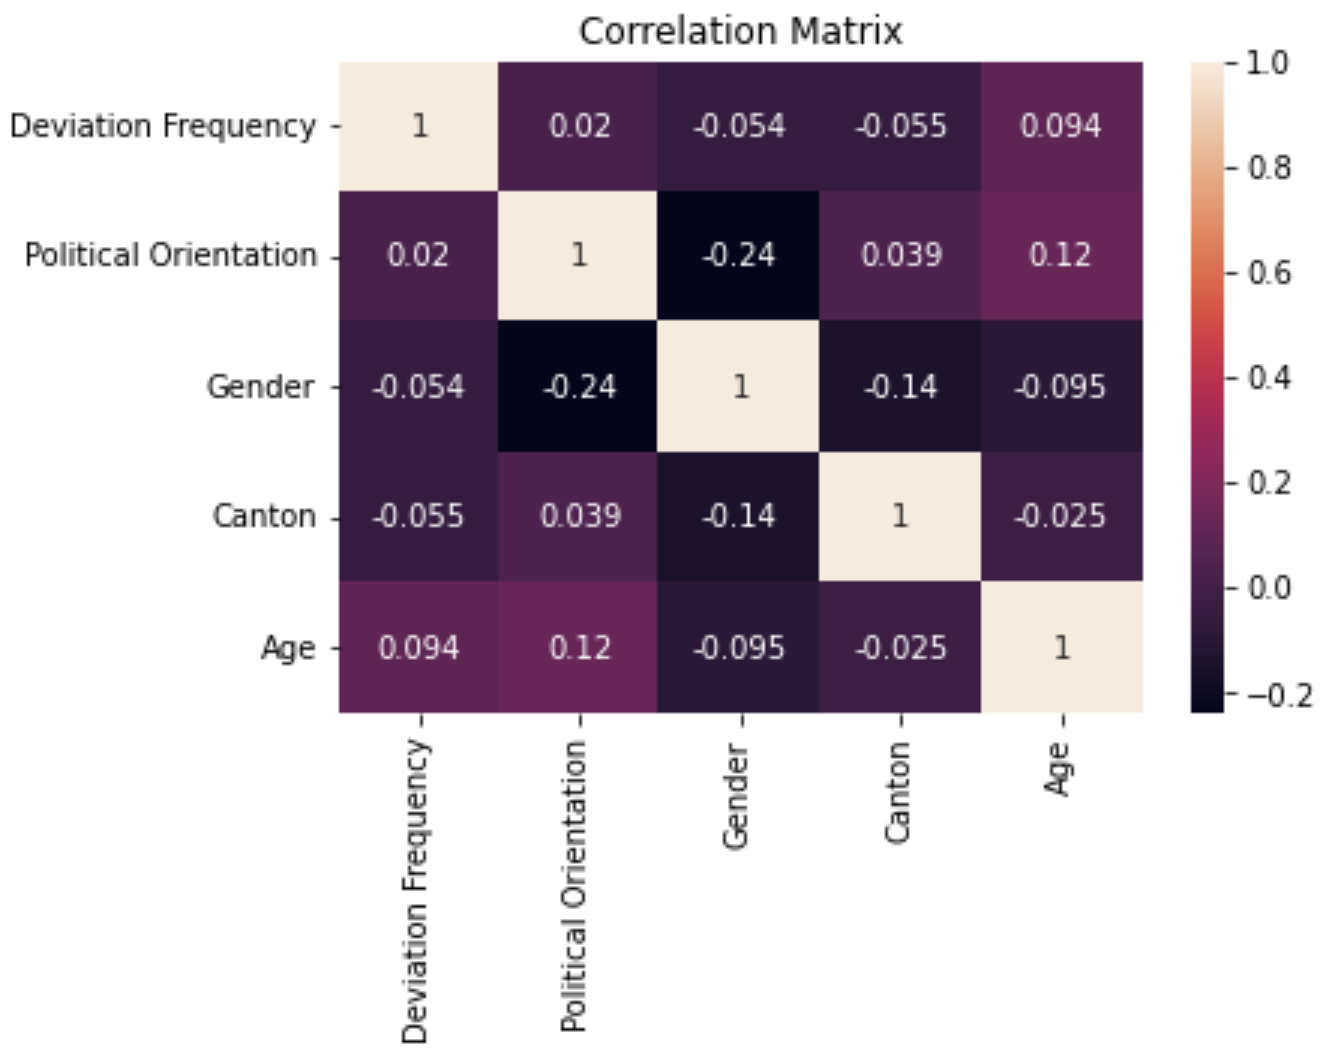 Correlation Matrix
Deviation Frequency 1 0.02 -0.054 -0.055 0.094
Political Orientation 0.02 1 -0.24 0.039 0.12
Gender -0.054 -0.24 1 -0.14 -0.095
Canton -0.055 0.039 -0.14 1 -0.025
Age 0.094 0.12 -0.095 -0.025 1
Deviation Frequency
Political Orientation
Gender
Canton
Age
1.0
0.8
0.6
0.4
0.2
0.0
−0.2